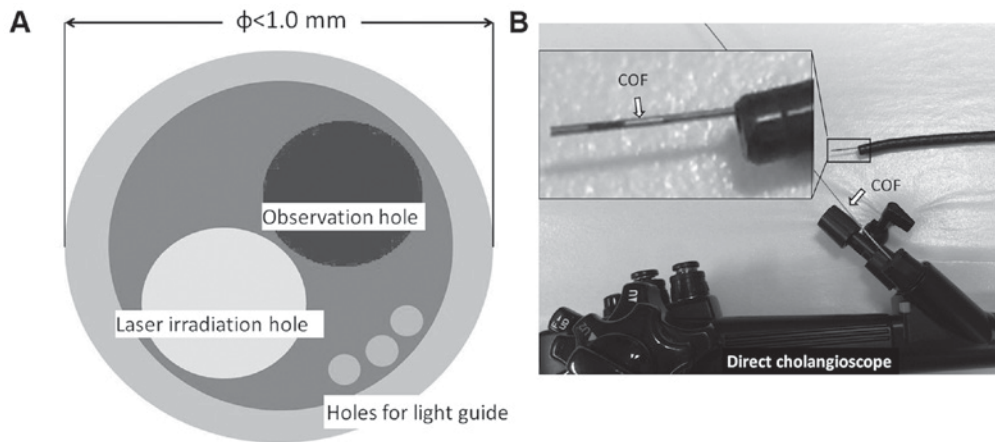 A
ϕ<1.0 mm
Observation hole
Laser irradiation hole
Holes for light guide
B
COF
COF
Direct cholangioscope